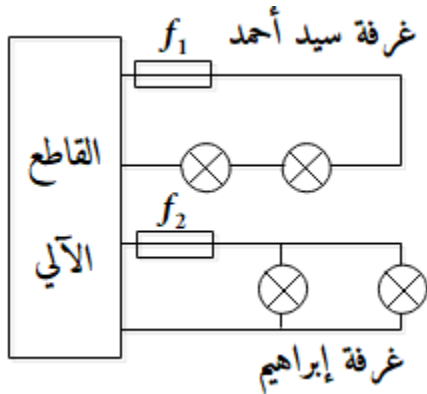 f₁ غرفة سيد أحمد
القاطع
الآلي
f₂
غرفة إبراهيم